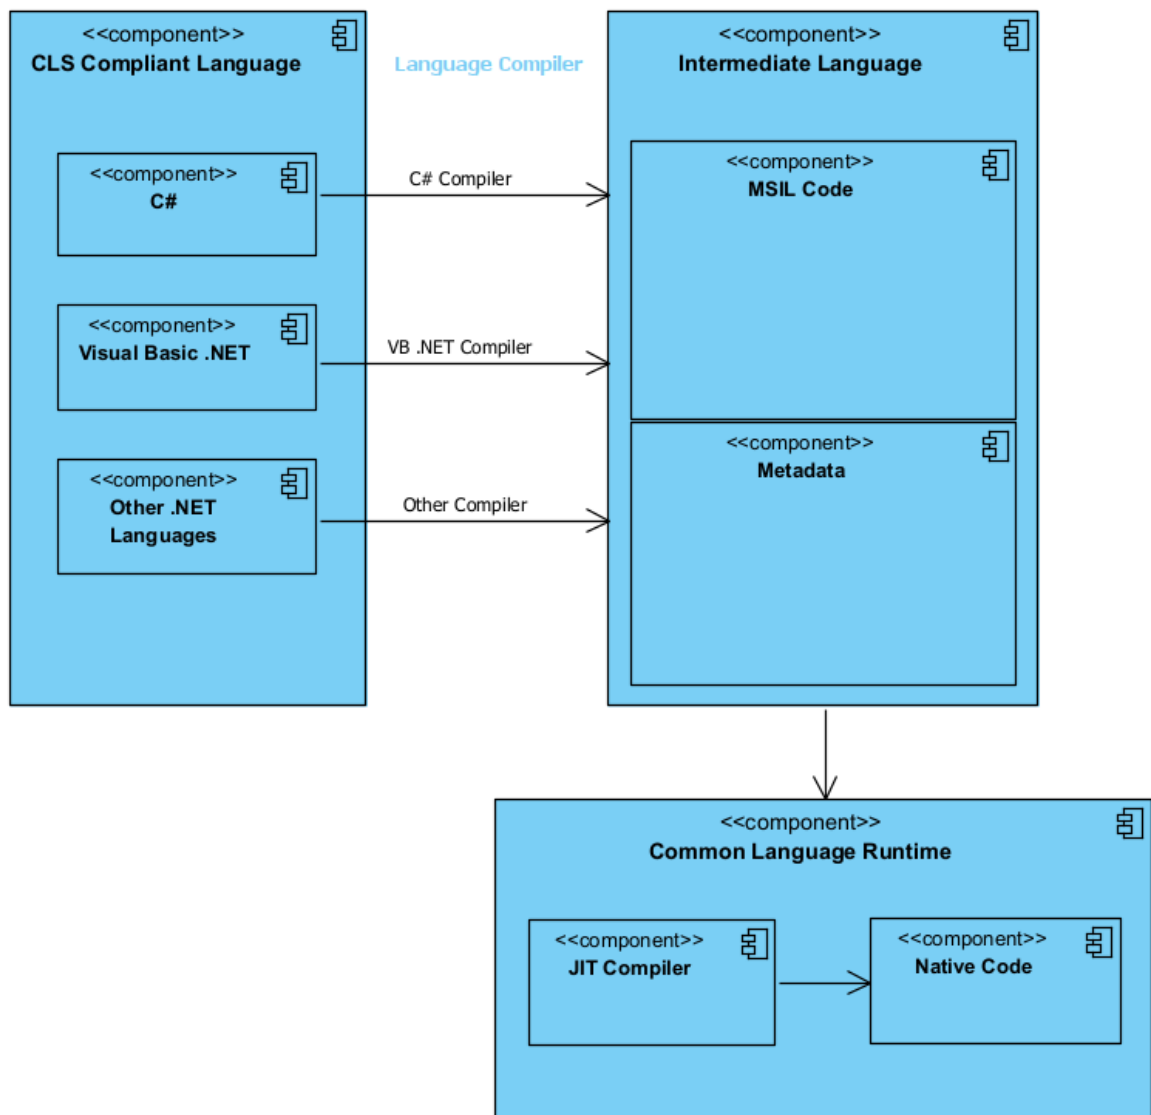 <<component>>
CLS Compliant Language
Language Compiler
<<component>>
Intermediate Language
<<component>>
C#
C# Compiler
<<component>>
MSIL Code
<<component>>
Visual Basic .NET
VB .NET Compiler
<<component>>
Other .NET
Languages
Other Compiler
<<component>>
Metadata
<<component>>
Common Language Runtime
<<component>>
JIT Compiler
<<component>>
Native Code